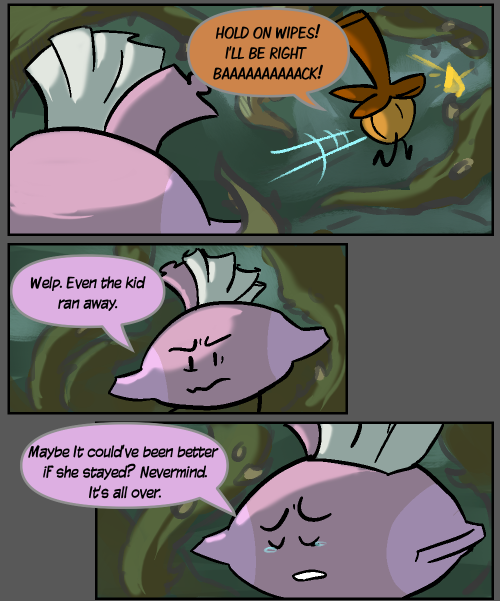 HOLD ON WIPES!
I'LL BE RIGHT
BAAAAAAAAAACK!
Welp. Even the kid
ran away.
Maybe It could've been better
if she stayed? Nevermind.
It's all over.